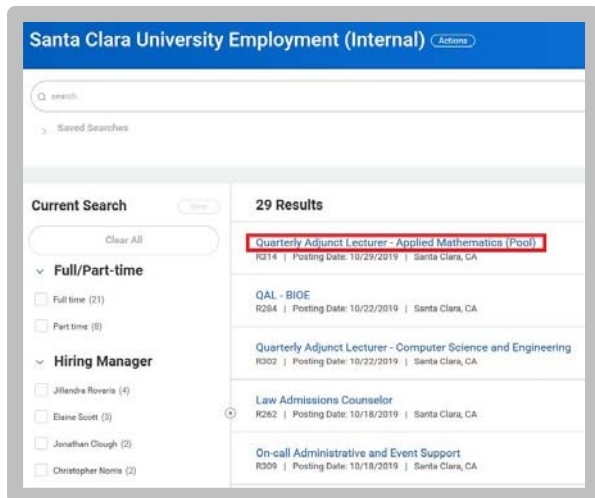 Santa Clara University Employment (Internal) Actions
search
Saved Searches
Current Search Save
Clear All
Full/Part-time
Full time (21)
Part time (8)
Hiring Manager
Jillandra Rovaris (4)
Elaine Scott (3)
Jonathan Clough (2)
Christopher Norris (2)
29 Results
Quarterly Adjunct Lecturer - Applied Mathematics (Pool)
R314 | Posting Date: 10/29/2019 | Santa Clara, CA
QAL - BIOE
R284 | Posting Date: 10/22/2019 | Santa Clara, CA
Quarterly Adjunct Lecturer - Computer Science and Engineering
R302 | Posting Date: 10/22/2019 | Santa Clara, CA
Law Admissions Counselor
R262 | Posting Date: 10/18/2019 | Santa Clara, CA
On-call Administrative and Event Support
R309 | Posting Date: 10/18/2019 | Santa Clara, CA